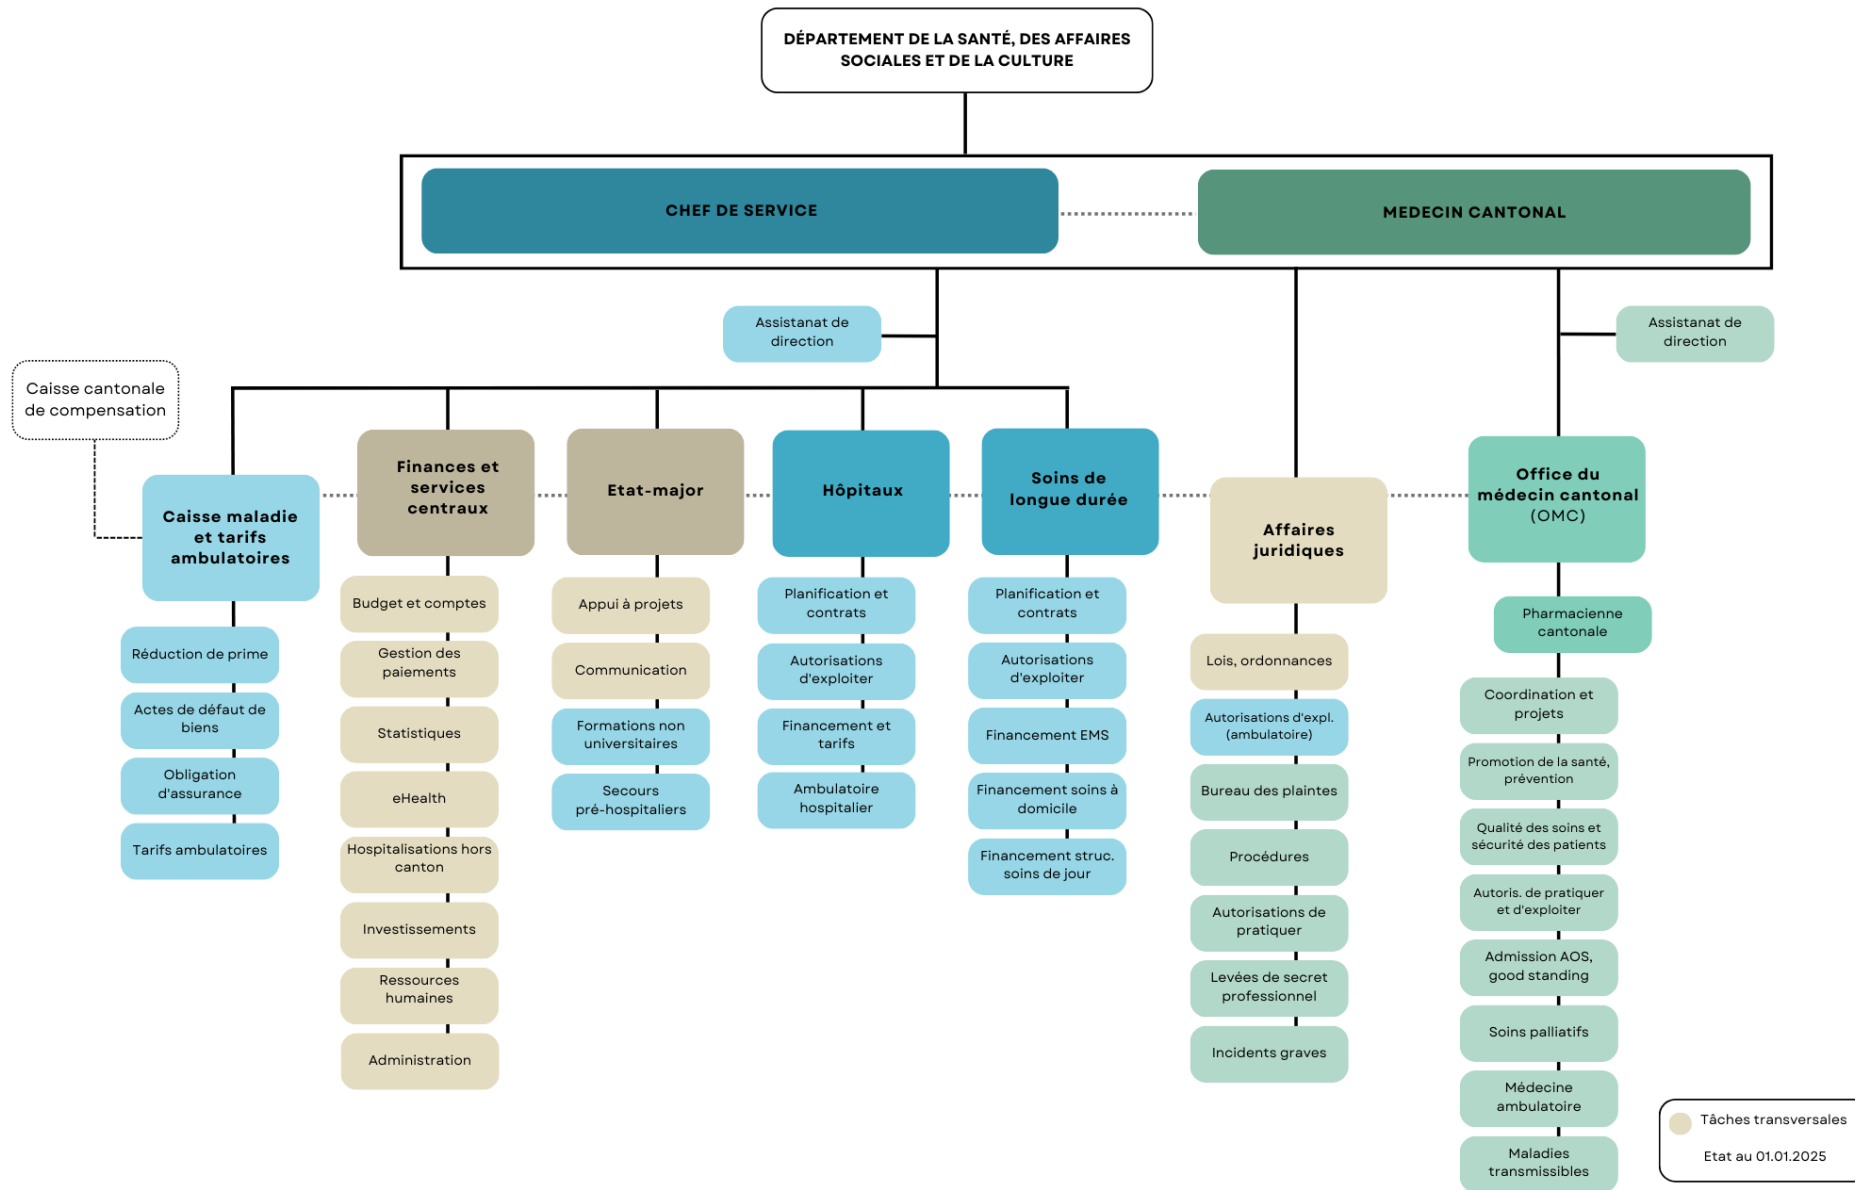 DÉPARTEMENT DE LA SANTÉ, DES AFFAIRES
SOCIALES ET DE LA CULTURE
CHEF DE SERVICE
MEDECIN CANTONAL
Assistanat de
direction
Assistanat de
direction
Caisse cantonale
de compensation
Caisse maladie
et tarifs
ambulatoires
Réduction de prime
Actes de défaut de
biens
Obligation
d'assurance
Tarifs ambulatoires
Finances et
services
centraux
Budget et comptes
Gestion des
paiements
Statistiques
eHealth
Hospitalisations hors
canton
Investissements
Ressources
humaines
Administration
Etat-major
Appui à projets
Communication
Formations non
universitaires
Secours
pré-hospitaliers
Hôpitaux
Planification et
contrats
Autorisations
d'exploiter
Financement et
tarifs
Ambulatoire
hospitalier
Soins de
longue durée
Planification et
contrats
Autorisations
d'exploiter
Financement EMS
Financement soins à
domicile
Financement struc.
soins de jour
Affaires
juridiques
Lois, ordonnances
Autorisations d'expl.
(ambulatoire)
Bureau des plaintes
Procédures
Autorisations de
pratiquer
Levées de secret
professionnel
Incidents graves
Office du
médecin cantonal
(OMC)
Pharmacienne
cantonale
Coordination et
projets
Promotion de la santé,
prévention
Qualité des soins et
sécurité des patients
Autoris. de pratiquer
et d'exploiter
Admission AOS,
good standing
Soins palliatifs
Médecine
ambulatoire
Maladies
transmissibles
Tâches transversales
Etat au 01.01.2025